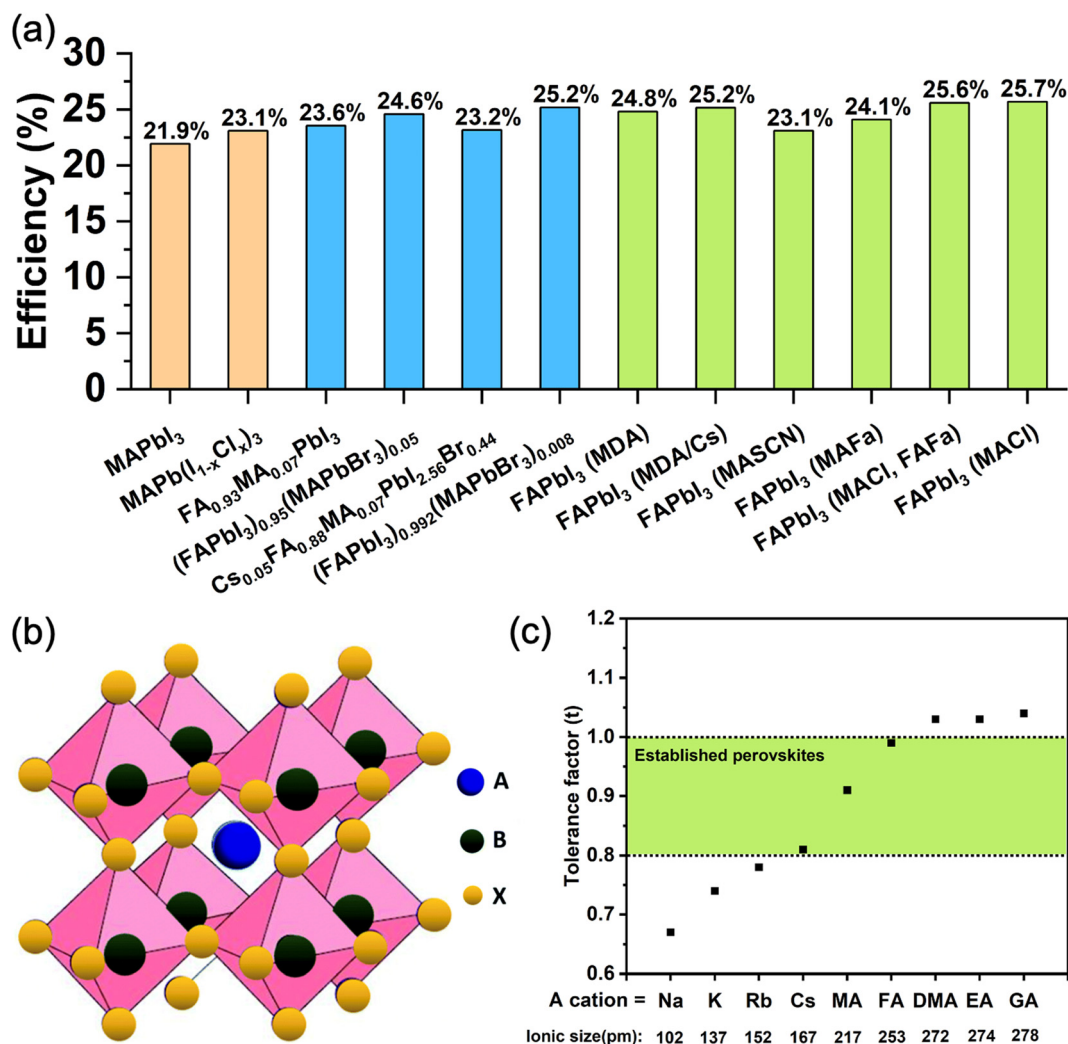 (a)
Efficiency (%)
30
25
20
15
10
5
0
21.9%
23.1%
23.6%
24.6%
23.2%
25.2%
24.8%
25.2%
23.1%
24.1%
25.6%
25.7%
MAPbI₃
MAPb(I₁₋ₓClₓ)₃
FA₀.₉₃MA₀.₀₇PbI₃
(FAPbI₃)₀.₉₅(MAPbBr₃)₀.₀₅
Cs₀.₀₅FA₀.₈₈MA₀.₀₇PbI₂.₅₆Br₀.₄₄
(FAPbI₃)₀.₉₉₂(MAPbBr₃)₀.₀₀₈
FAPbI₃ (MDA)
FAPbI₃ (MDA/Cs)
FAPbI₃ (MASCN)
FAPbI₃ (MAFa)
FAPbI₃ (MACl, FAFa)
FAPbI₃ (MACl)
(b)
A
B
X
(c)
Tolerance factor (t)
1.2
1.1
1.0
0.9
0.8
0.7
0.6
Established perovskites
A cation = Na K Rb Cs MA FA DMA EA GA
Ionic size(pm): 102 137 152 167 217 253 272 274 278